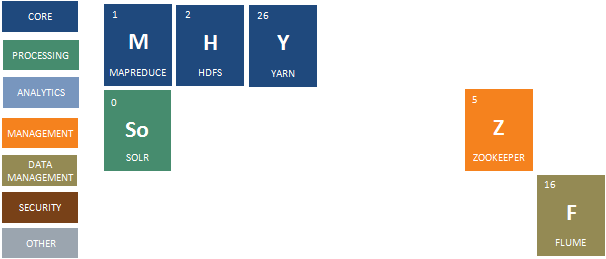 CORE
PROCESSING
ANALYTICS
MANAGEMENT
DATA
MANAGEMENT
SECURITY
OTHER
1
M
MAPREDUCE
2
H
HDFS
26
Y
YARN
0
So
SOLR
5
Z
ZOOKEEPER
16
F
FLUME